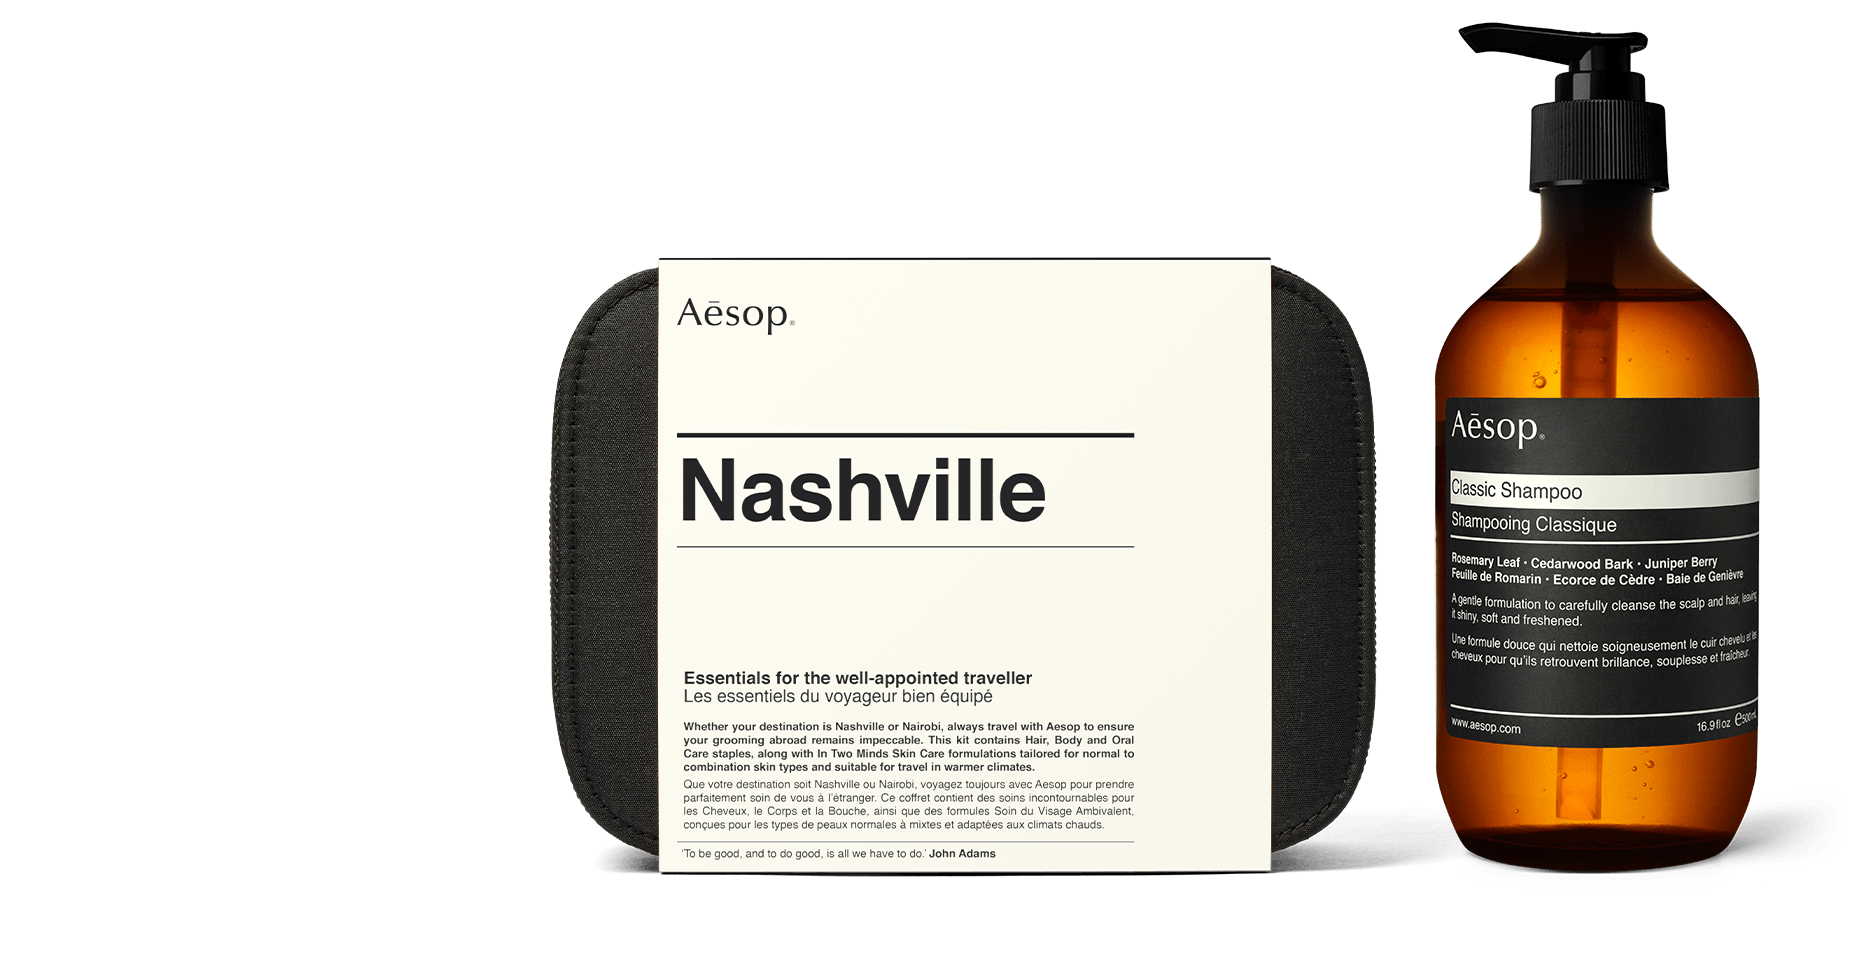 Aēsop®
Nashville
Essentials for the well-appointed traveller
Les essentiels du voyageur bien équipé
Whether your destination is Nashville or Nairobi, always travel with Aesop to ensure
your grooming abroad remains impeccable. This kit contains Hair, Body and Oral
Care staples, along with In Two Minds Skin Care formulations tailored for normal to
combination skin types and suitable for travel in warmer climates.
Que votre destination soit Nashville ou Nairobi, voyagez toujours avec Aesop pour prendre
parfaitement soin de vous à l'étranger. Ce coffret contient des soins incontournables pour
les Cheveux, le Corps et la Bouche, ainsi que des formules Soin du Visage Ambivalent,
conçues pour les types de peaux normales à mixtes et adaptées aux climats chauds.
'To be good, and to do good, is all we have to do.' John Adams
Aēsop®
Classic Shampoo
Shampooing Classique
Rosemary Leaf · Cedarwood Bark · Juniper Berry
Feuille de Romarin · Ecorce de Cèdre · Baie de Genièvre
A gentle formulation to carefully cleanse the scalp and hair, leaving
it shiny, soft and freshened.
Une formule douce qui nettoie soigneusement le cuir chevelu et les
cheveux pour qu'ils retrouvent brillance, souplesse et fraîcheur.
www.aesop.com 16.9 fl oz ℮500mL